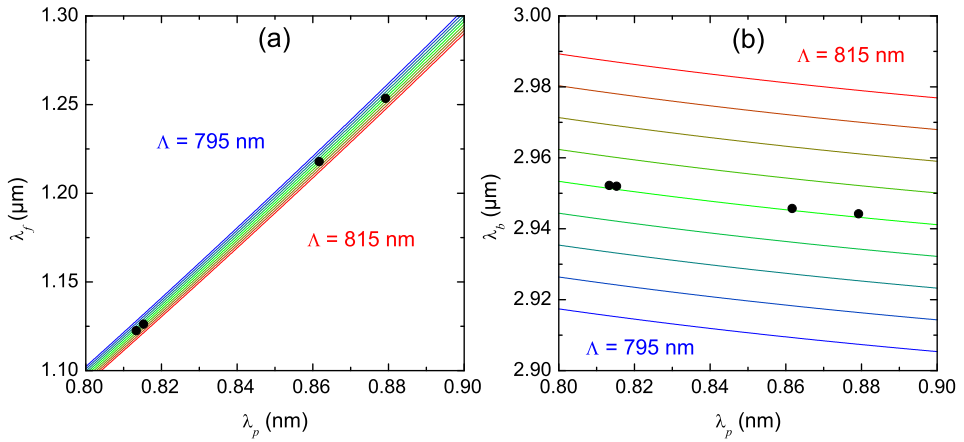 (a)
1.30
1.25
1.20
1.15
1.10
λf (μm)
Λ = 795 nm
Λ = 815 nm
0.80 0.82 0.84 0.86 0.88 0.90
λp (nm)
(b)
3.00
2.98
2.96
2.94
2.92
2.90
λb (μm)
Λ = 815 nm
Λ = 795 nm
0.80 0.82 0.84 0.86 0.88 0.90
λp (nm)